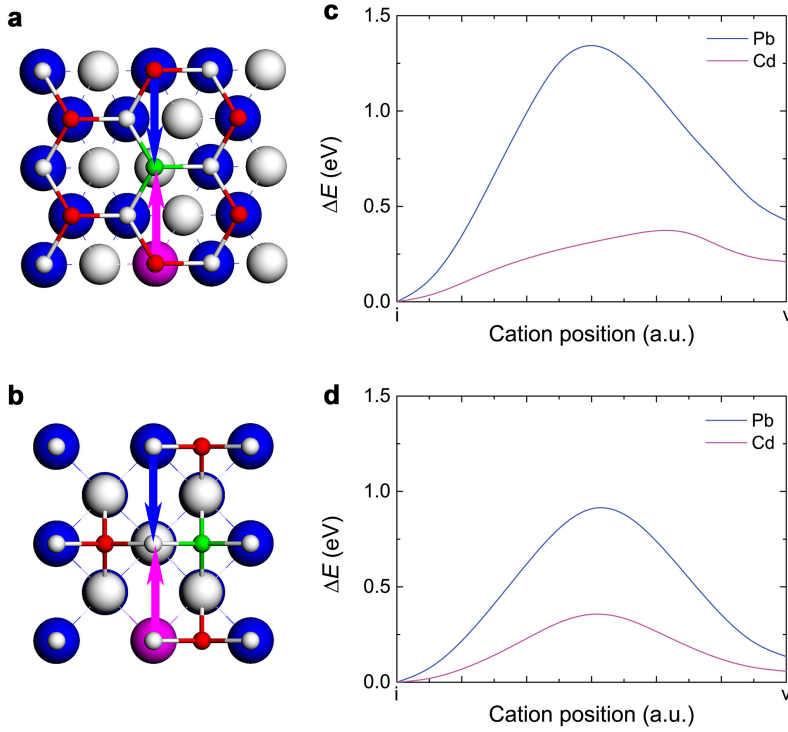 a
c
1.5
1.0
0.5
0.0
ΔE (eV)
Pb
Cd
i
v
Cation position (a.u.)
b
d
1.5
1.0
0.5
0.0
ΔE (eV)
Pb
Cd
i
v
Cation position (a.u.)